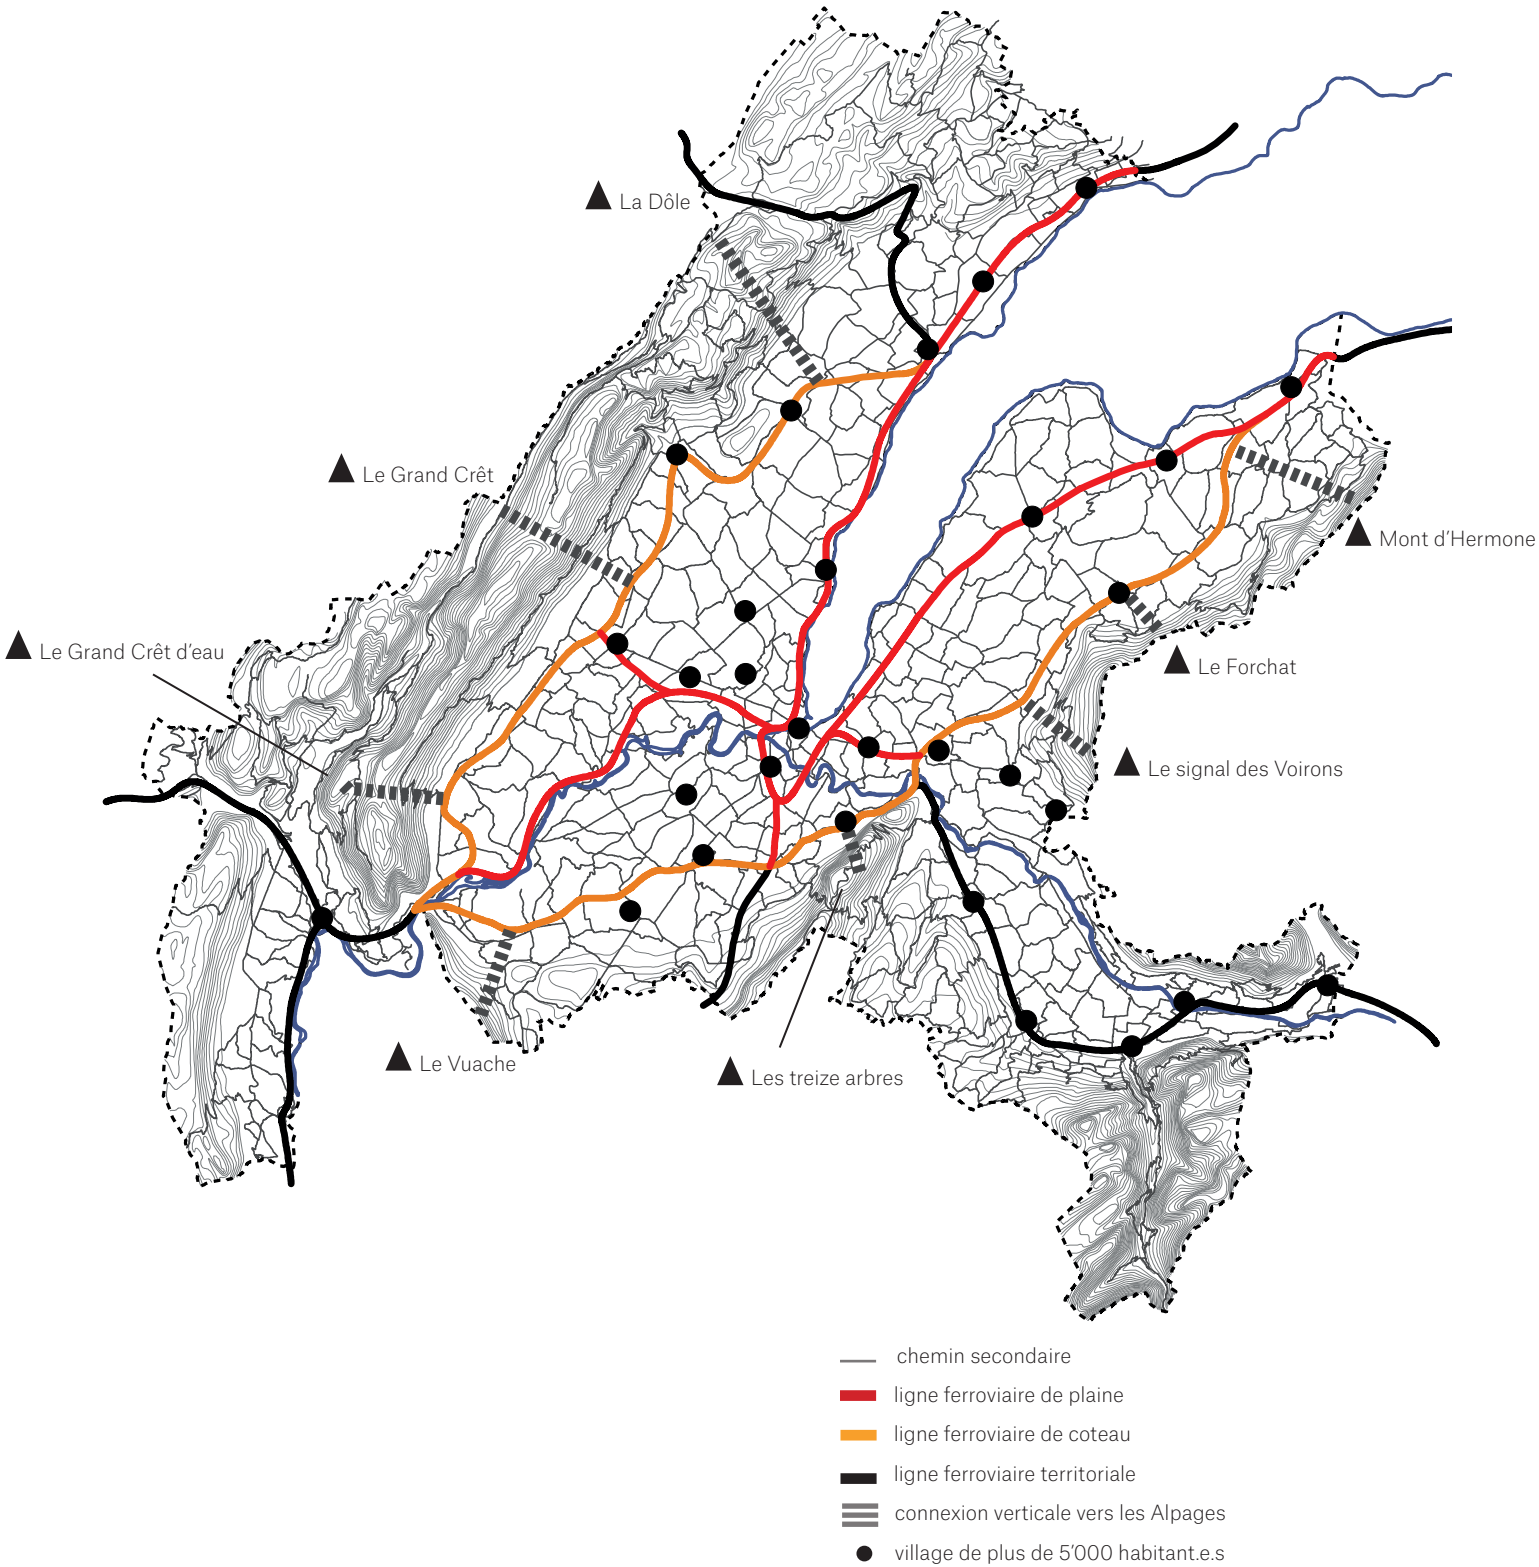 La Dôle
Le Grand Crêt
Mont d’Hermone
Le Grand Crêt d’eau
Le Forchat
Le signal des Voirons
Le Vuache
Les treize arbres
chemin secondaire
ligne ferroviaire de plaine
ligne ferroviaire de coteau
ligne ferroviaire territoriale
connexion verticale vers les Alpages
village de plus de 5’000 habitant.e.s